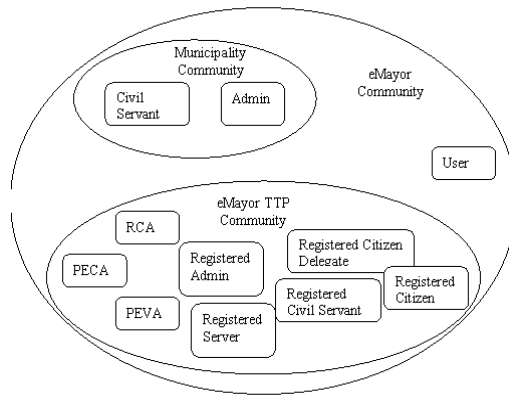 Municipality
Community
eMayor
Community
Civil
Servant
Admin
User
eMayor TTP
Community
RCA
Registered Citizen
Delegate
Registered
Admin
PECA
Registered
Citizen
Registered
Civil Servant
PEVA
Registered
Server